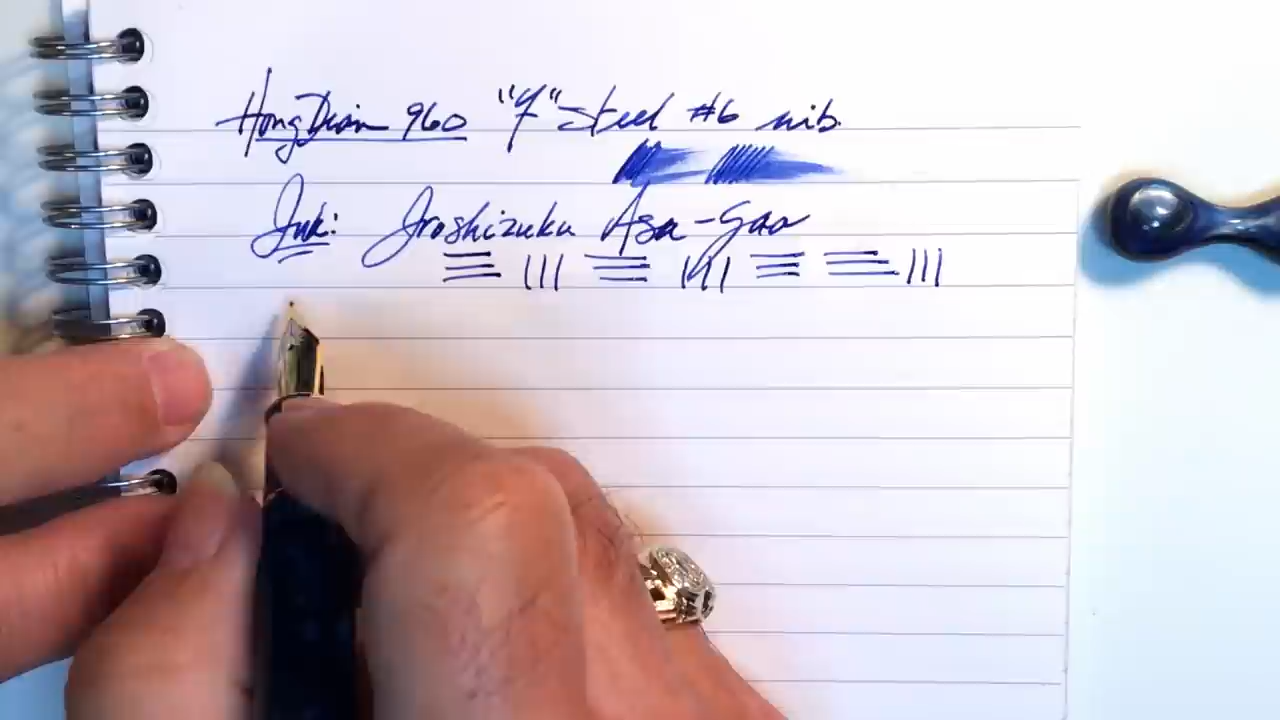 HongDian 960 "F" steel #6 nib.
Ink: Iroshizuku Asa-Gao